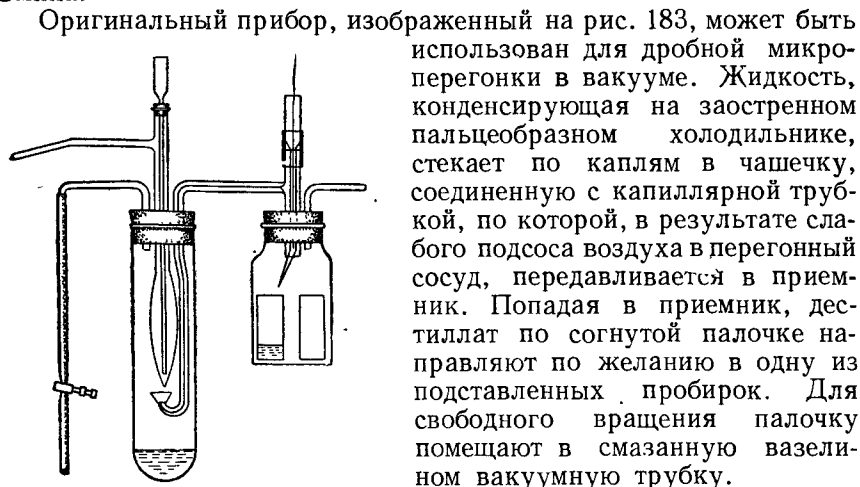 Оригинальный прибор, изображенный на рис. 183, может быть
использован для дробной микро-
перегонки в вакууме. Жидкость,
конденсирующая на заостренном
пальцеобразном холодильнике,
стекает по каплям в чашечку,
соединенную с капиллярной труб-
кой, по которой, в результате сла-
бого подсоса воздуха в перегонный
сосуд, передавливается в прием-
ник. Попадая в приемник, дес-
тиллат по согнутой палочке на-
правляют по желанию в одну из
подставленных пробирок. Для
свободного вращения палочку
помещают в смазанную вазели-
ном вакуумную трубку.